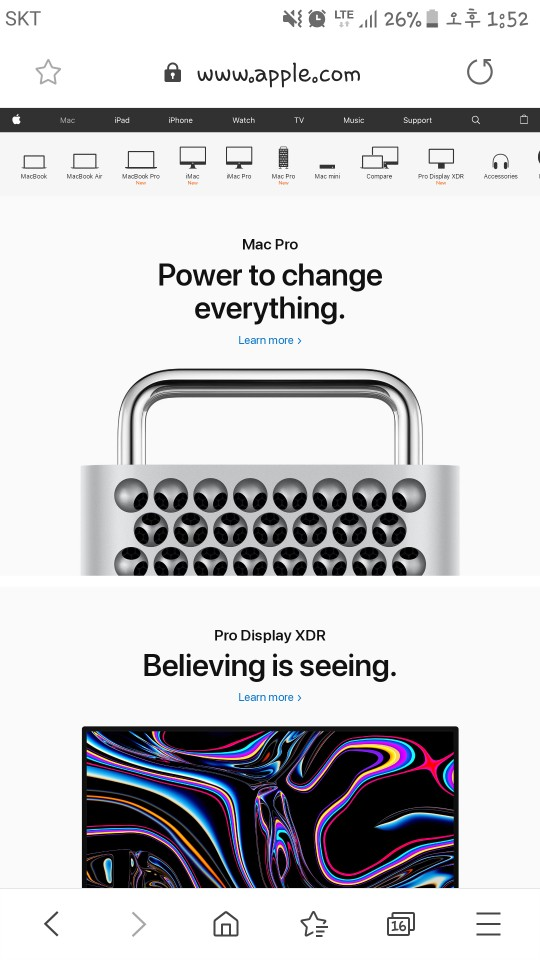 SKT LTE 26% 오후 1:52
www.apple.com
Mac iPad iPhone Watch TV Music Support
MacBook MacBook Air MacBook Pro iMac iMac Pro Mac Pro Mac mini Compare Pro Display XDR Accessories
New New New New
Mac Pro
Power to change
everything.
Learn more >
Pro Display XDR
Believing is seeing.
Learn more >
16